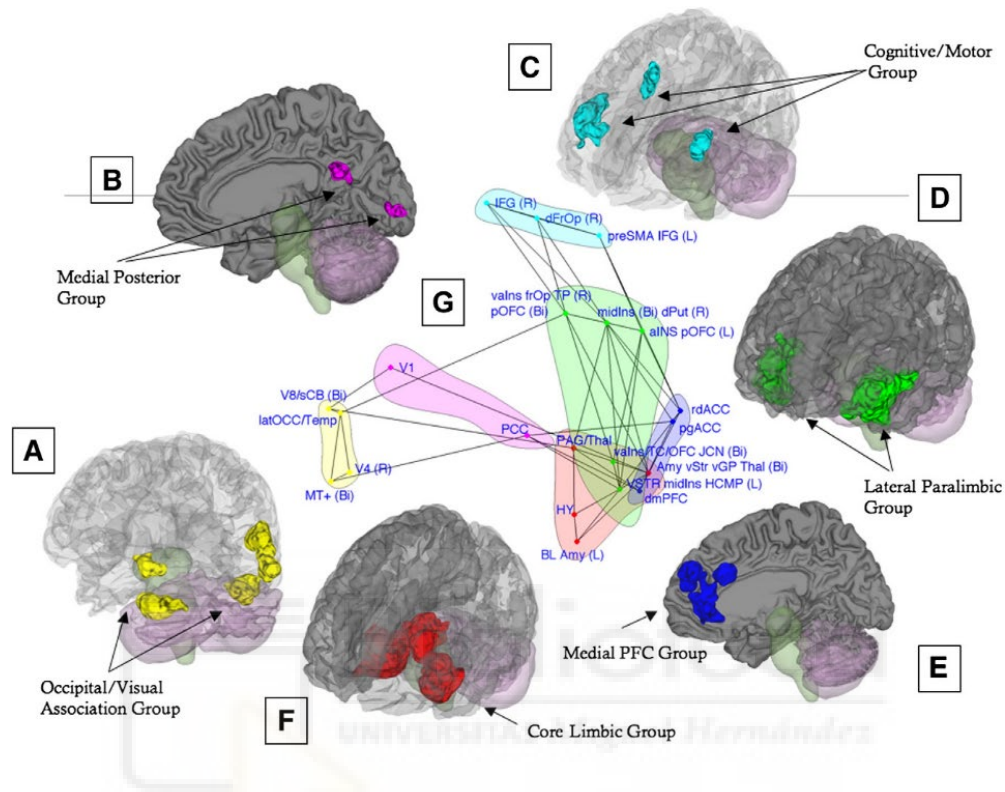 C
Cognitive/Motor
Group
B
D
Medial Posterior
Group
G
IFG (R)
dFrOp (R)
preSMA IFG (L)
vaIns frOp TP (R)
pOFC (Bi)
midIns (Bi) dPut (R)
aINS pOFC (L)
V1
V8/sCB (Bi)
latOCC/Temp
rdACC
pgACC
PCC
PAG/Thal
vaIns/TC/OFC JCN (Bi)
Amy vStr vGP Thal (Bi)
VSTR midIns HCMP (L)
dmPFC
V4 (R)
MT+ (Bi)
HY
BL Amy (L)
A
Lateral Paralimbic
Group
Medial PFC Group
E
Occipital/Visual
Association Group
F
Core Limbic Group
UNIVERSITAS Miguel Hernández